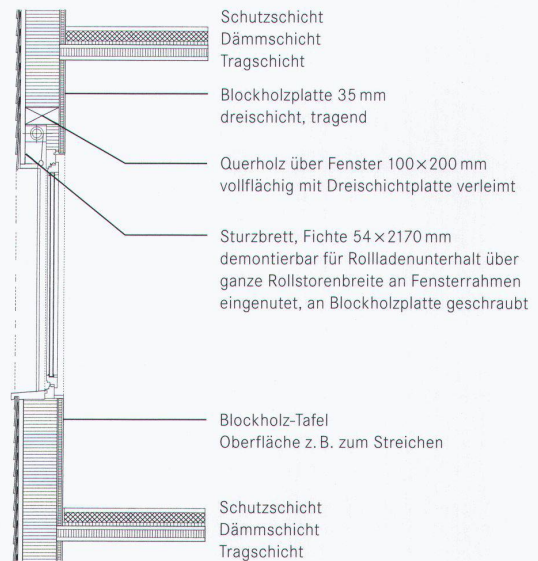 Schutzschicht
Dämmschicht
Tragschicht
Blockholzplatte 35 mm
dreischicht, tragend
Querholz über Fenster 100×200 mm
vollflächig mit Dreischichtplatte verleimt
Sturzbrett, Fichte 54×2170 mm
demontierbar für Rollladenunterhalt über
ganze Rollstorenbreite an Fensterrahmen
eingenutet, an Blockholzplatte geschraubt
Blockholz-Tafel
Oberfläche z. B. zum Streichen
Schutzschicht
Dämmschicht
Tragschicht